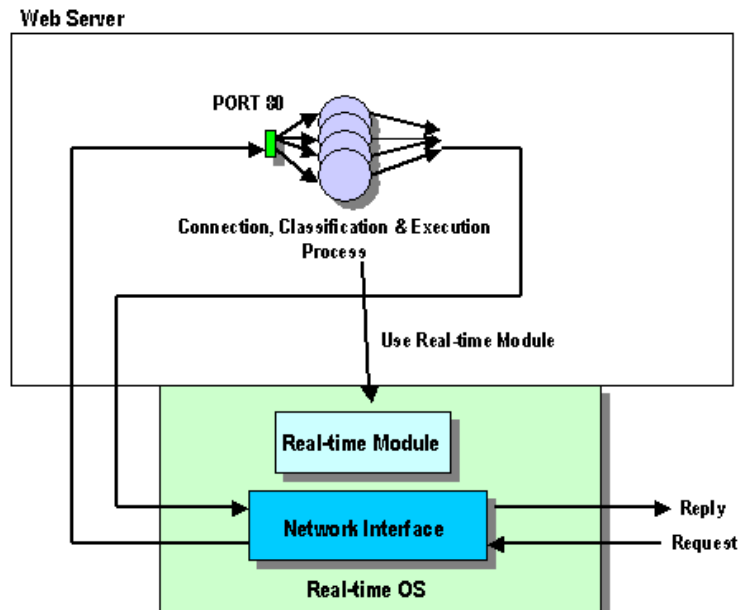 Web Server
PORT 80
Connection, Classification & Execution
Process
Use Real-time Module
Real-time Module
Network Interface
Reply
Request
Real-time OS